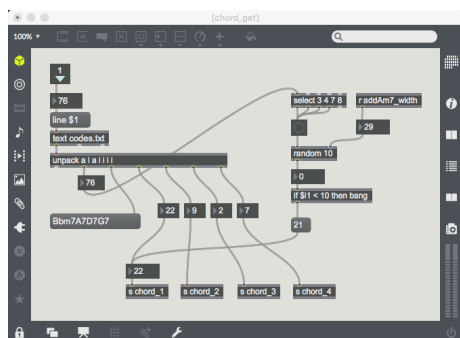 [chord_get]
100%
1
76
line $1
text codes.txt
unpack a i a i i i i
76
Bbm7A7D7G7
22
9
2
7
22
s chord_1
s chord_2
s chord_3
s chord_4
select 3 4 7 8
r addAm7_width
29
random 10
0
if $i1 < 10 then bang
21